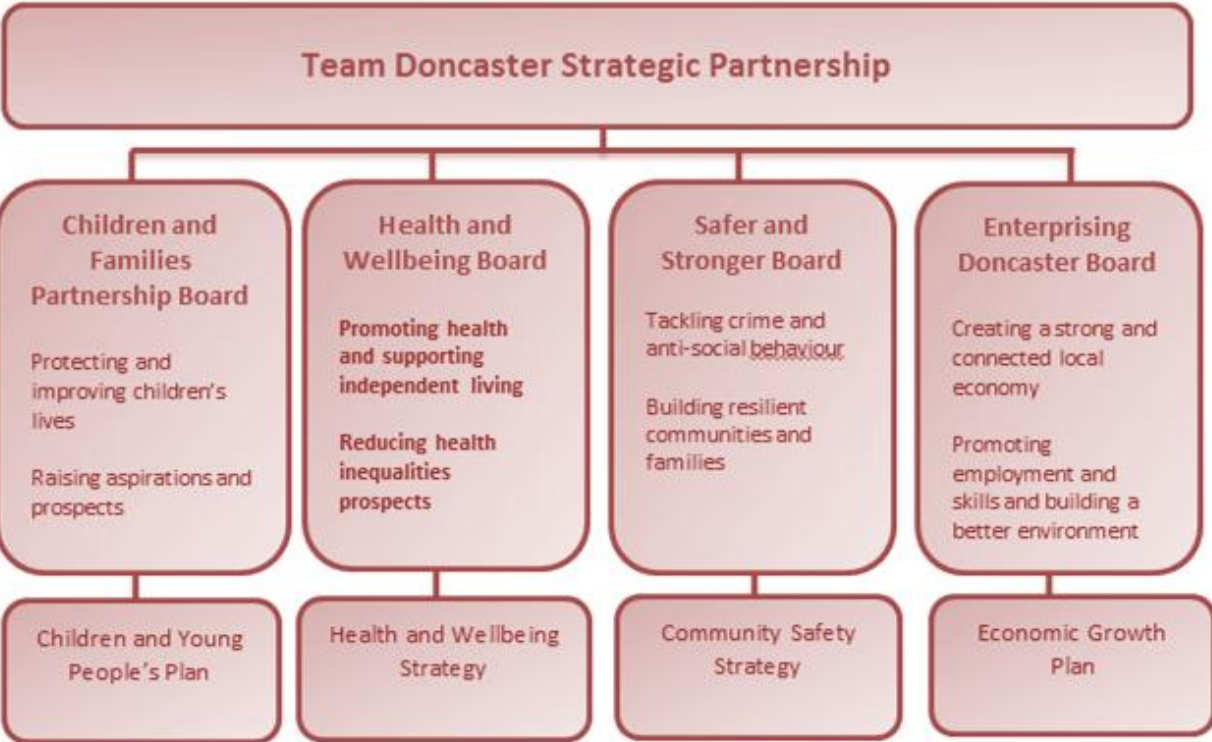 Team Doncaster Strategic Partnership
Children and
Families
Partnership Board
Protecting and
improving children's
lives
Raising aspirations and
prospects
Health and
Wellbeing Board
Promoting health
and supporting
independent living
Reducing health
inequalities
prospects
Safer and
Stronger Board
Tackling crime and
anti-social behaviour
Building resilient
communities and
families
Enterprising
Doncaster Board
Creating a strong and
connected local
economy
Promoting
employment and
skills and building a
better environment
Children and Young
People's Plan
Health and Wellbeing
Strategy
Community Safety
Strategy
Economic Growth
Plan